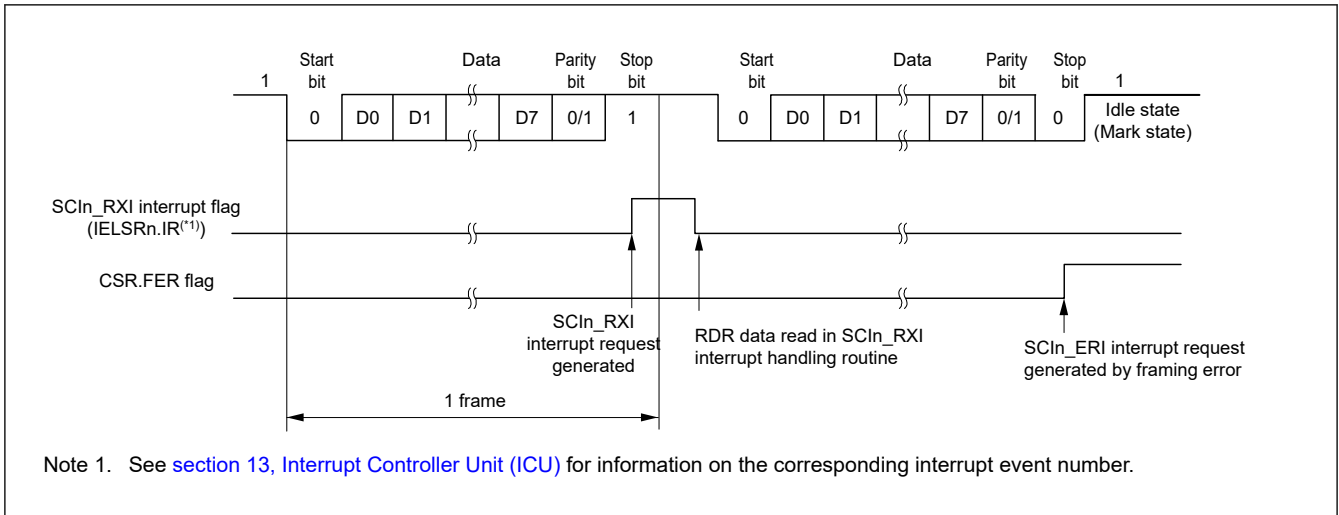 Start Data Parity Stop Start Data Parity Stop
1 bit bit bit bit bit bit 1
0 D0 D1 D7 0/1 1 0 D0 D1 D7 0/1 0 Idle state
(Mark state)
SCIn_RXI interrupt flag
(IELSRn.IR(*1))
CSR.FER flag
SCIn_RXI
interrupt request
generated
RDR data read in SCIn_RXI
interrupt handling routine
SCIn_ERI interrupt request
generated by framing error
1 frame
Note 1. See section 13, Interrupt Controller Unit (ICU) for information on the corresponding interrupt event number.